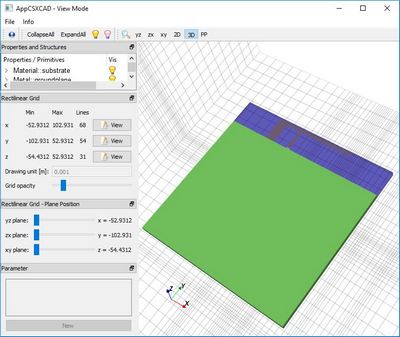 AppCSXCAD - View Mode
File Info
CollapseAll ExpandAll yz zx xy 2D 3D PP
Properties and Structures
Properties / Primitives Vis
Material::substrate
Metal::groundplane
Rectilinear Grid
Min Max Lines
x -52.9312 102.931 68 View
y -102.931 52.9312 54 View
z -54.4312 52.9312 31 View
Drawing unit [m]: 0.001
Grid opacity
Rectilinear Grid - Plane Position
yz plane: x = -52.9312
zx plane: y = -102.931
xy plane: z = -54.4312
Parameter
New
z y
x